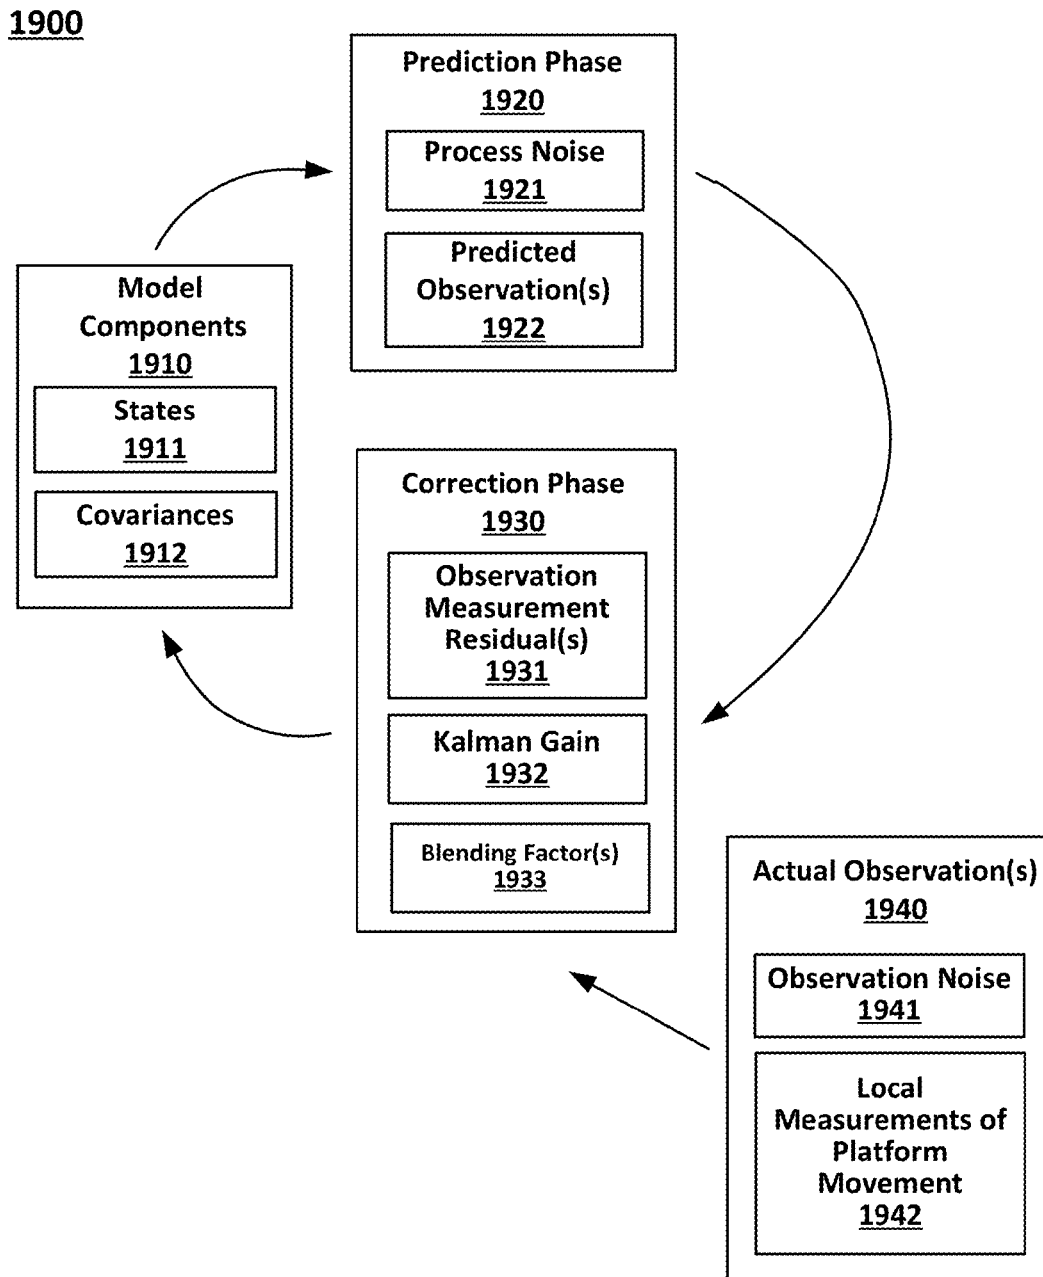 1900
Prediction Phase
1920
Process Noise
1921
Predicted
Observation(s)
1922
Model
Components
1910
States
1911
Covariances
1912
Correction Phase
1930
Observation
Measurement
Residual(s)
1931
Kalman Gain
1932
Blending Factor(s)
1933
Actual Observation(s)
1940
Observation Noise
1941
Local
Measurements of
Platform
Movement
1942